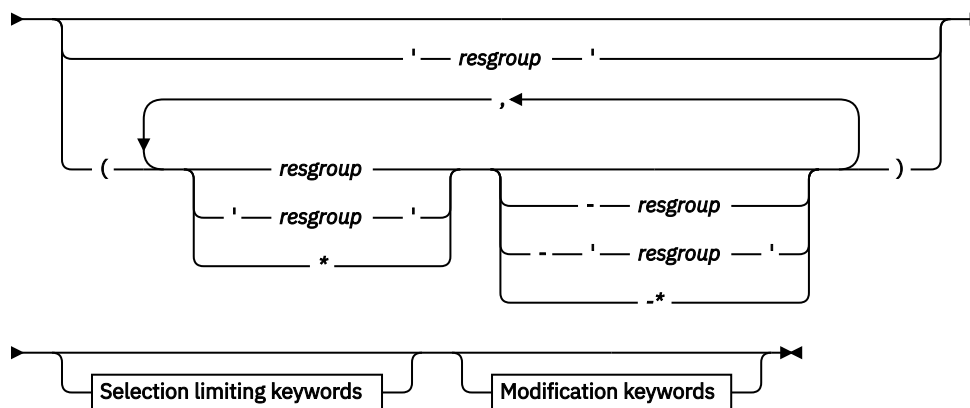 ' resgroup '
,
( resgroup )
' resgroup ' - resgroup
- ' resgroup '
*
-*
Selection limiting keywords Modification keywords